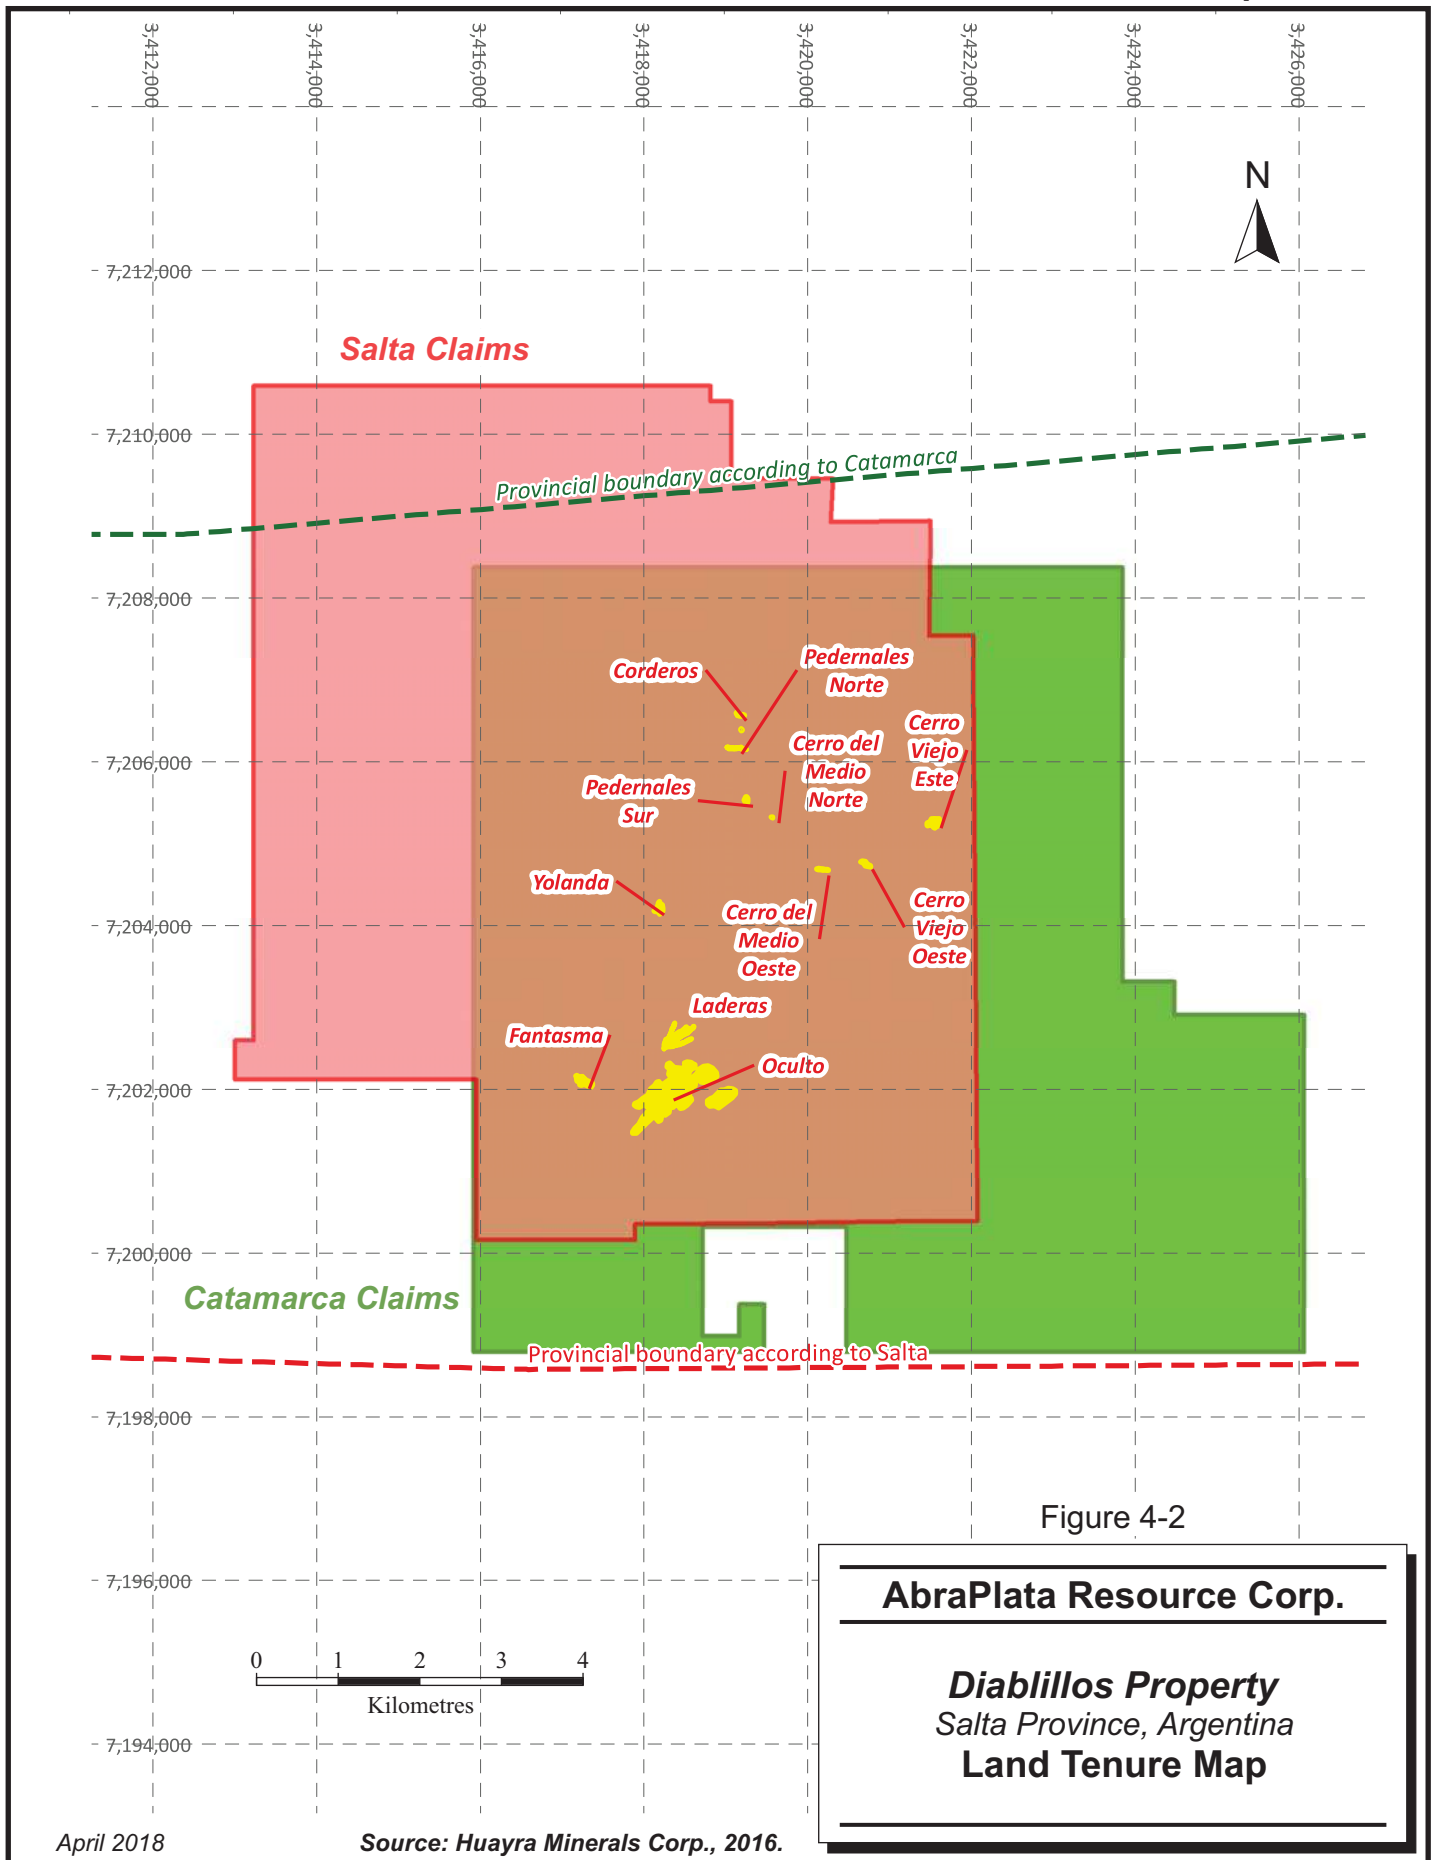 3,412,000
3,414,000
3,416,000
3,418,000
3,420,000
3,422,000
3,424,000
3,426,000
N
7,212,000
Salta Claims
7,210,000
Provincial boundary according to Catamarca
7,208,000
Corderos
Pedernales
Norte
Cerro
Viejo
Este
Cerro del
Medio
Norte
7,206,000
Pedernales
Sur
Yolanda
Cerro del
Medio
Oeste
Cerro
Viejo
Oeste
7,204,000
Laderas
Fantasma
Oculto
7,202,000
7,200,000
Catamarca Claims
Provincial boundary according to Salta
7,198,000
Figure 4-2
7,196,000
AbraPlata Resource Corp.
0 1 2 3 4
Kilometres
Diablillos Property
Salta Province, Argentina
7,194,000
Land Tenure Map
April 2018
Source: Huayra Minerals Corp., 2016.